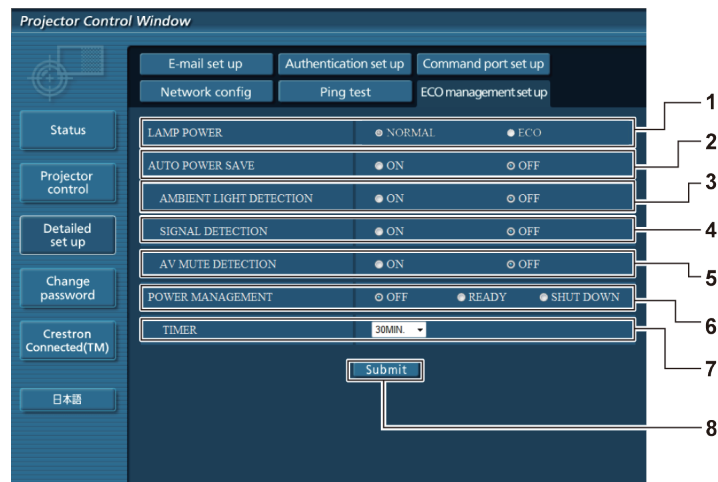 Projector Control Window
E-mail set up Authentication set up Command port set up
Network config Ping test ECO management set up
Status
Projector control
Detailed set up
Change password
Crestron Connected(TM)
日本語
LAMP POWER NORMAL ECO 1
AUTO POWER SAVE ON OFF 2
AMBIENT LIGHT DETECTION ON OFF 3
SIGNAL DETECTION ON OFF 4
AV MUTE DETECTION ON OFF 5
POWER MANAGEMENT OFF READY SHUT DOWN 6
TIMER 30MIN. 7
Submit 8